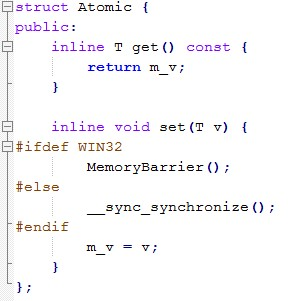 struct Atomic {
public:
    inline T get() const {
        return m_v;
    }

    inline void set(T v) {
#ifdef WIN32
        MemoryBarrier();
#else
        __sync_synchronize();
#endif
        m_v = v;
    }
};